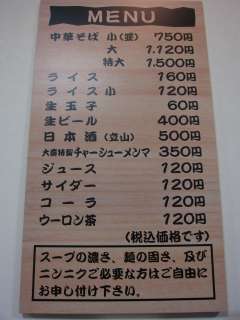 MENU
中華そば 小(並) 750円
大 1.120円
特大 1.500円
ライス 160円
ライス 小 120円
生玉子 60円
生ビール 400円
日本酒(立山) 500円
大喜特製チャーシューメンマ 350円
ジュース 120円
サイダー 120円
コーラ 120円
ウーロン茶 120円
(税込価格です)
スープの濃さ、麺の固さ、及び
ニンニクご必要な方はご自由に
お申し付け下さい。